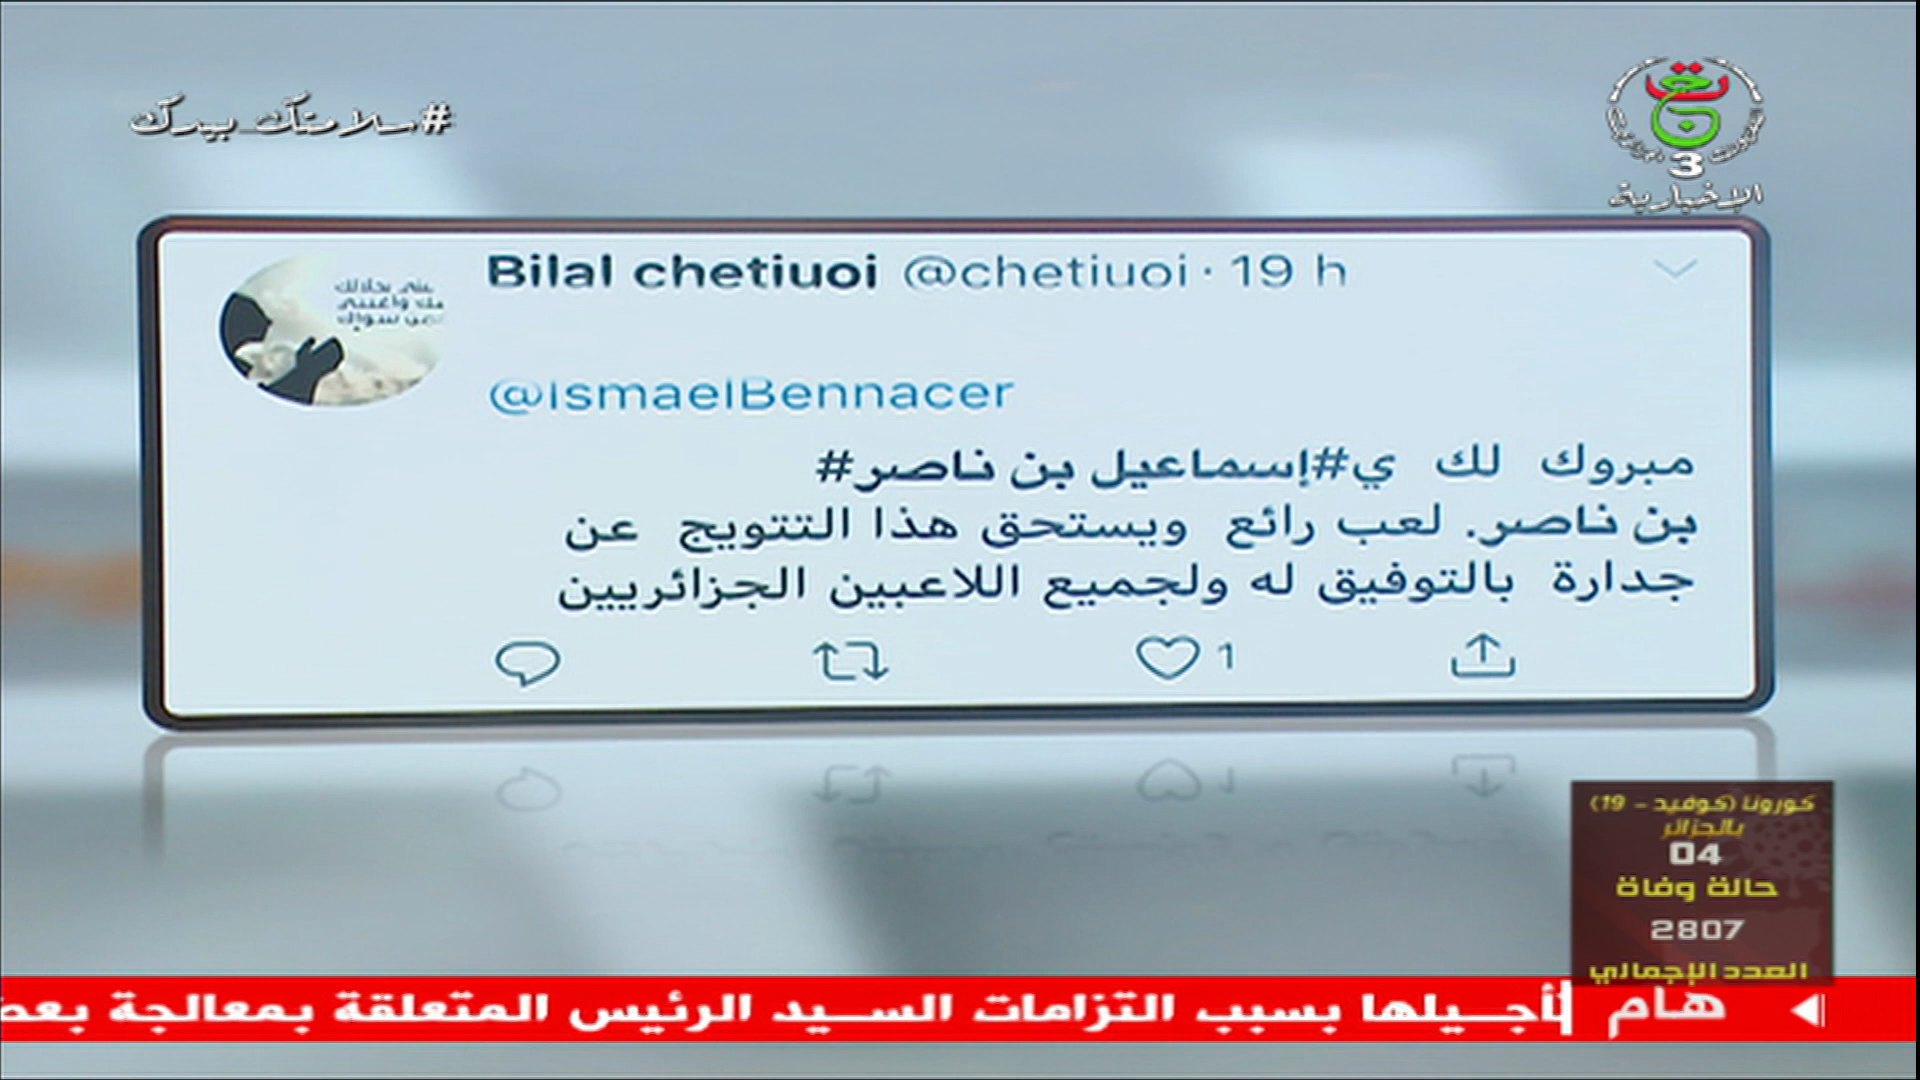 #سلامتك_بيدك
3
الإخبارية
Bilal chetiuoi @chetiuoi · 19 h
@IsmaelBennacer
مبروك لك ي#إسماعيل بن ناصر#
بن ناصر. لعب رائع ويستحق هذا التتويج عن
جدارة بالتوفيق له ولجميع اللاعبين الجزائريين
1
كورونا (كوفيد - 19)
بالجزائر
04
حالة وفاة
2807
العدد الإجمالي
هام
أجيلها بسبب التزامات السيد الرئيس المتعلقة بمعالجة بعض